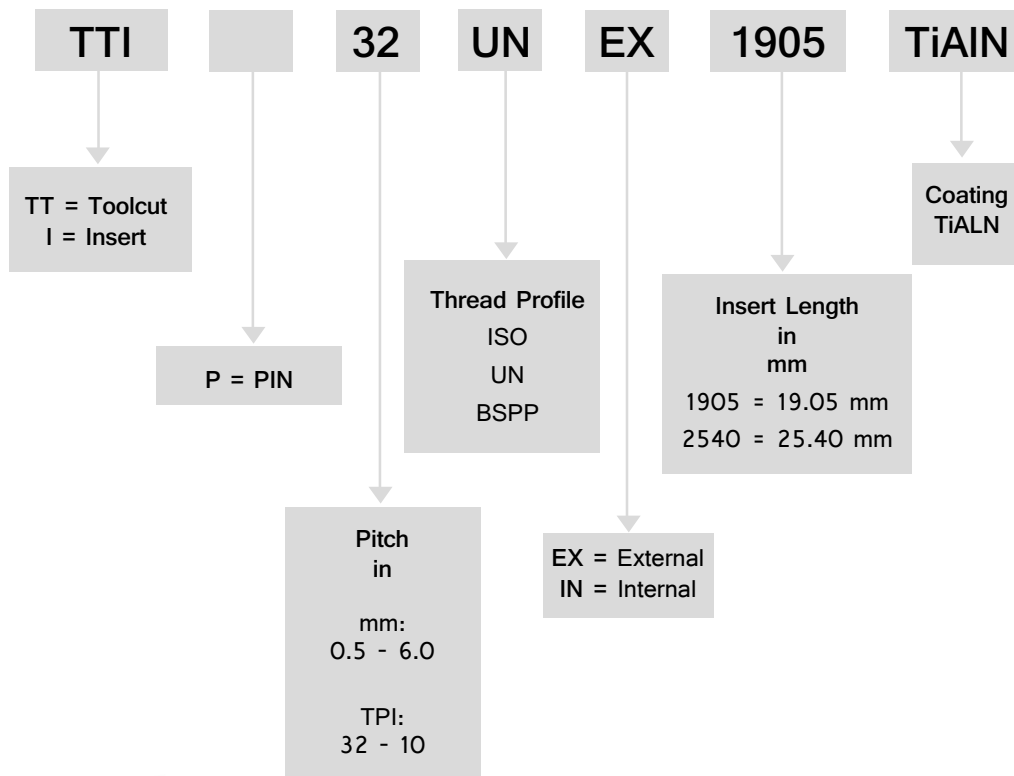 TTI 32 UN EX 1905 TiAlN
TT = Toolcut
I = Insert
P = PIN
Pitch
in
mm:
0.5 - 6.0
TPI:
32 - 10
Thread Profile
ISO
UN
BSPP
EX = External
IN = Internal
Insert Length
in
mm
1905 = 19.05 mm
2540 = 25.40 mm
Coating
TiALN